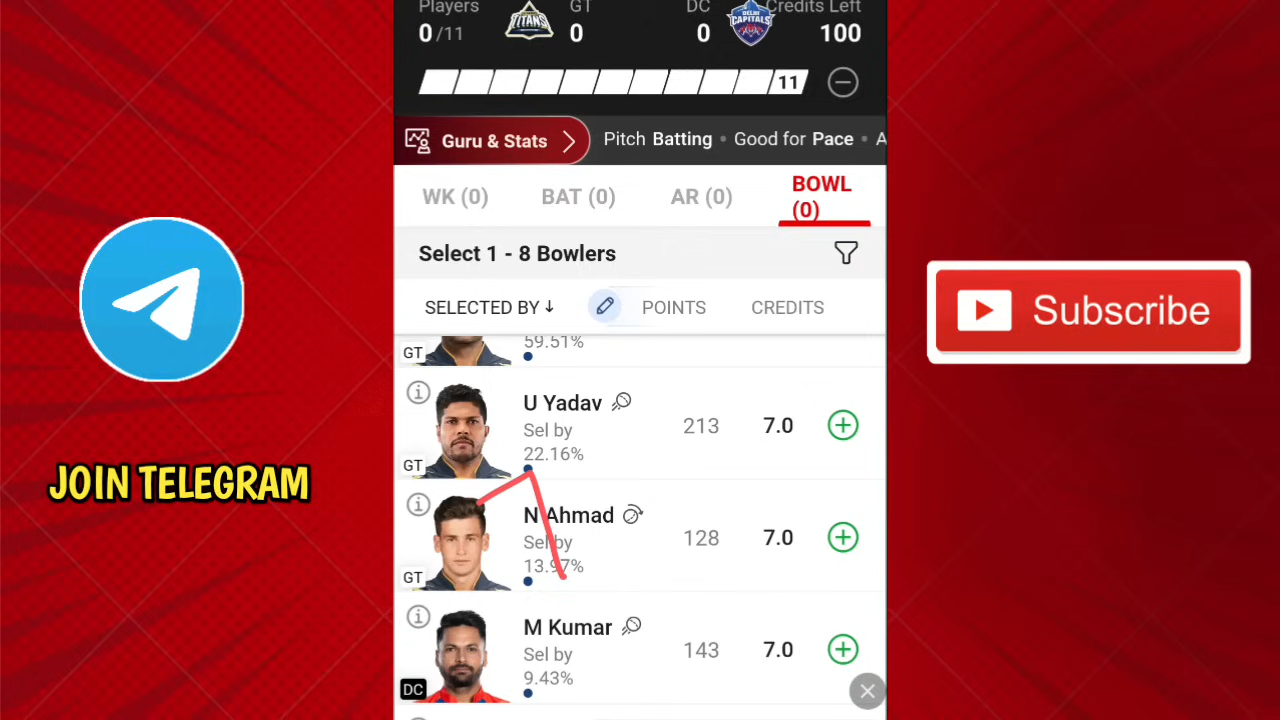 Players
GT
DC
Credits Left
0/11
TITANS
0
0
DELHI CAPITALS
100
11
Guru & Stats
Pitch Batting • Good for Pace • A
WK (0)
BAT (0)
AR (0)
BOWL (0)
Select 1 - 8 Bowlers
SELECTED BY ↓
POINTS
CREDITS
GT
59.51%
U Yadav
Sel by
22.16%
213
7.0
GT
N Ahmad
Sel by
13.97%
128
7.0
GT
M Kumar
Sel by
9.43%
143
7.0
DC
JOIN TELEGRAM
Subscribe